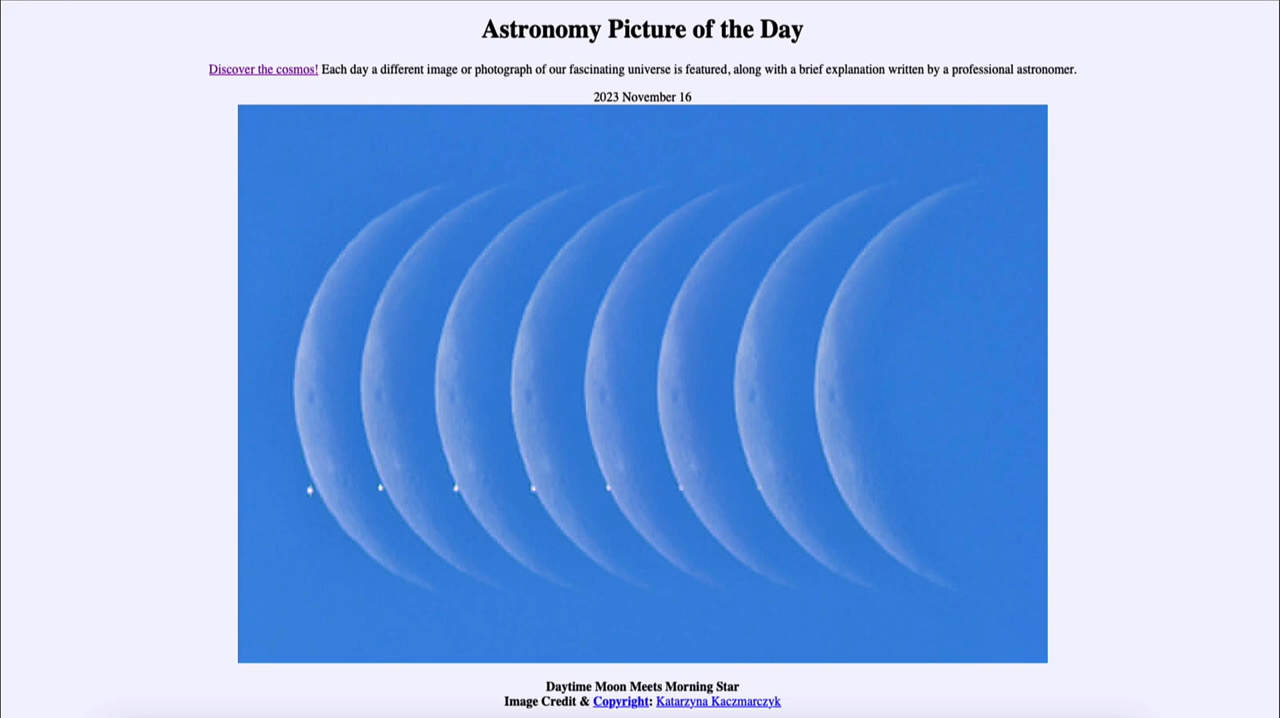 Astronomy Picture of the Day
Discover the cosmos! Each day a different image or photograph of our fascinating universe is featured, along with a brief explanation written by a professional astronomer.
2023 November 16
Daytime Moon Meets Morning Star
Image Credit & Copyright: Katarzyna Kaczmarczyk